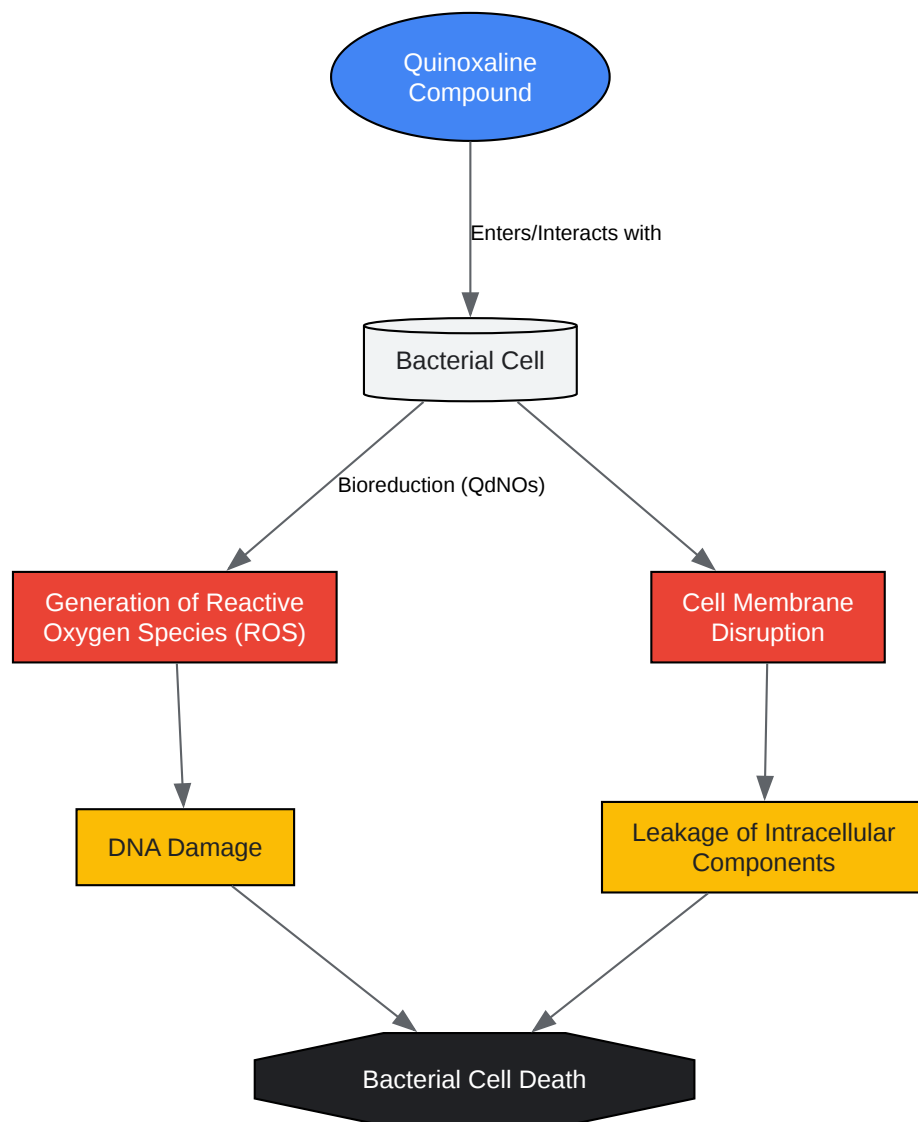 Quinoxaline
Compound
Enters/Interacts with
Bacterial Cell
Bioreduction (QdNOs)
Generation of Reactive
Oxygen Species (ROS)
Cell Membrane
Disruption
DNA Damage
Leakage of Intracellular
Components
Bacterial Cell Death